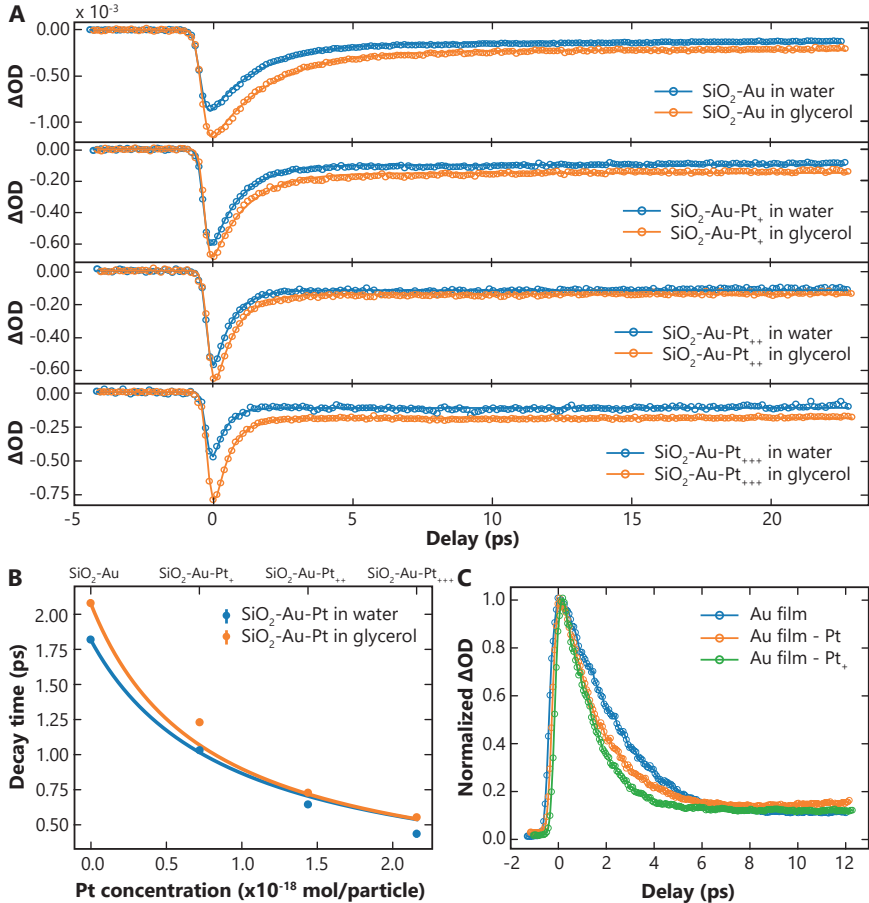 A
x 10⁻³
0.00
-0.50
-1.00
ΔOD
SiO₂-Au in water
SiO₂-Au in glycerol
0.00
-0.20
-0.60
ΔOD
SiO₂-Au-Pt₊ in water
SiO₂-Au-Pt₊ in glycerol
0.00
-0.20
-0.60
ΔOD
SiO₂-Au-Pt₊₊ in water
SiO₂-Au-Pt₊₊ in glycerol
0.00
-0.25
-0.50
-0.75
ΔOD
SiO₂-Au-Pt₊₊₊ in water
SiO₂-Au-Pt₊₊₊ in glycerol
-5 0 5 10 15 20
Delay (ps)
B
SiO₂-Au SiO₂-Au-Pt₊ SiO₂-Au-Pt₊₊ SiO₂-Au-Pt₊₊₊
SiO₂-Au-Pt in water
SiO₂-Au-Pt in glycerol
2.00
1.75
1.50
1.25
1.00
0.75
0.50
Decay time (ps)
0.0 0.5 1.0 1.5 2.0
Pt concentration (x10⁻¹⁸ mol/particle)
C
Au film
Au film - Pt
Au film - Pt₊
1.0
0.8
0.6
0.4
0.2
0.0
Normalized ΔOD
-2 0 2 4 6 8 10 12
Delay (ps)